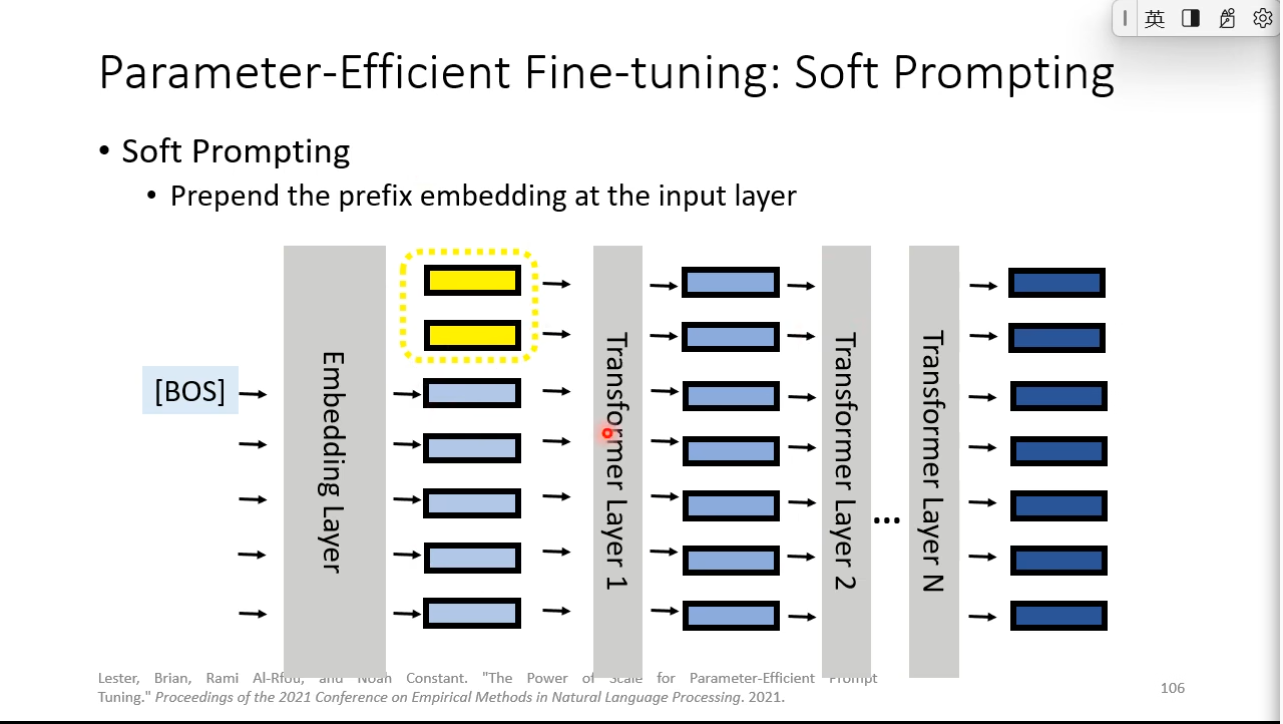 英
Parameter-Efficient Fine-tuning: Soft Prompting
• Soft Prompting
• Prepend the prefix embedding at the input layer
[BOS]
Embedding Layer
Transformer Layer 1
Transformer Layer 2
...
Transformer Layer N
Lester, Brian, Rami Al-Rfou, and Noah Constant. "The Power of Scale for Parameter-Efficient Prompt
Tuning." Proceedings of the 2021 Conference on Empirical Methods in Natural Language Processing. 2021.
106